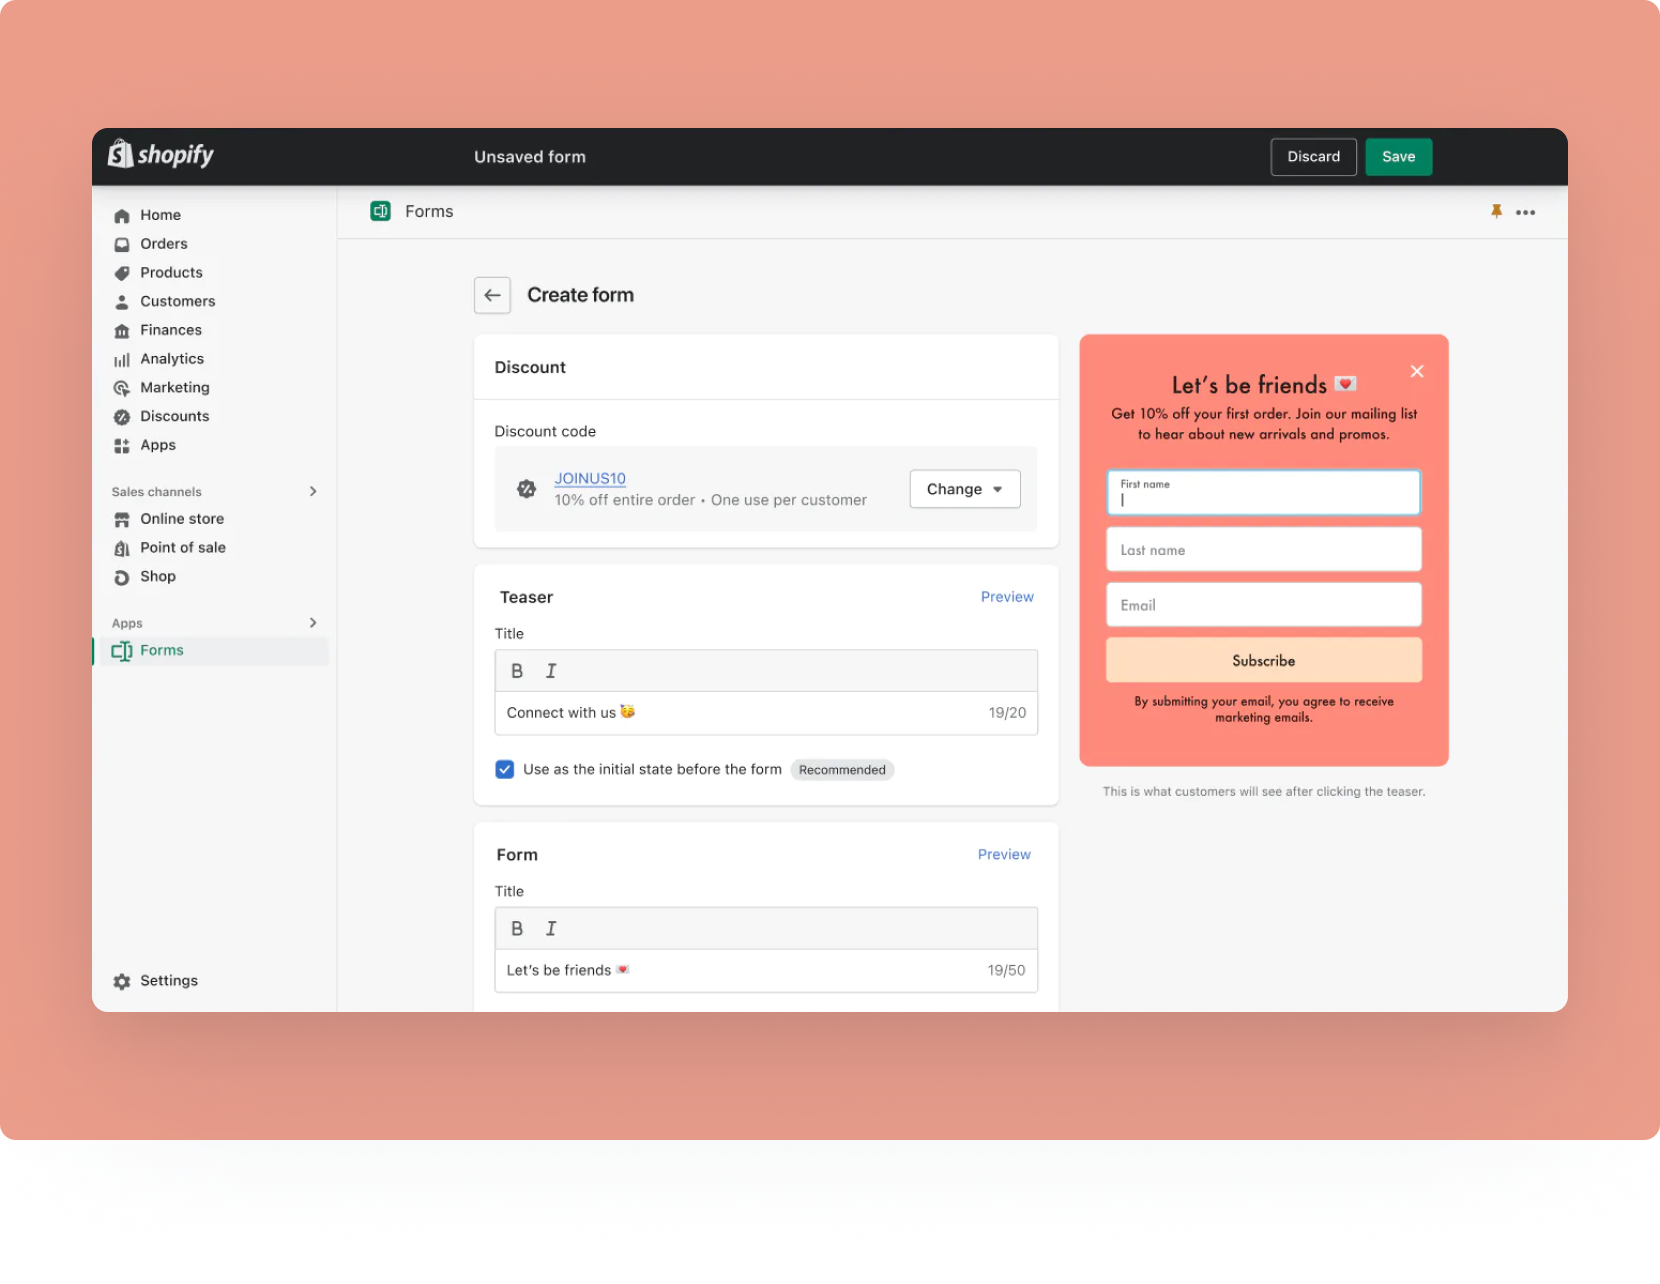 shopify
Unsaved form
Discard
Save
Home
Orders
Products
Customers
Finances
Analytics
Marketing
Discounts
Apps
Sales channels
Online store
Point of sale
Shop
Apps
Forms
Settings
Forms
Create form
Discount
Discount code
JOINUS10
10% off entire order • One use per customer
Change
Teaser
Preview
Title
B I
Connect with us 🥳
19/20
Use as the initial state before the form
Recommended
Form
Preview
Title
B I
Let's be friends 💌
19/50
Let's be friends 💌
Get 10% off your first order. Join our mailing list
to hear about new arrivals and promos.
First name
Last name
Email
Subscribe
By submitting your email, you agree to receive
marketing emails.
This is what customers will see after clicking the teaser.